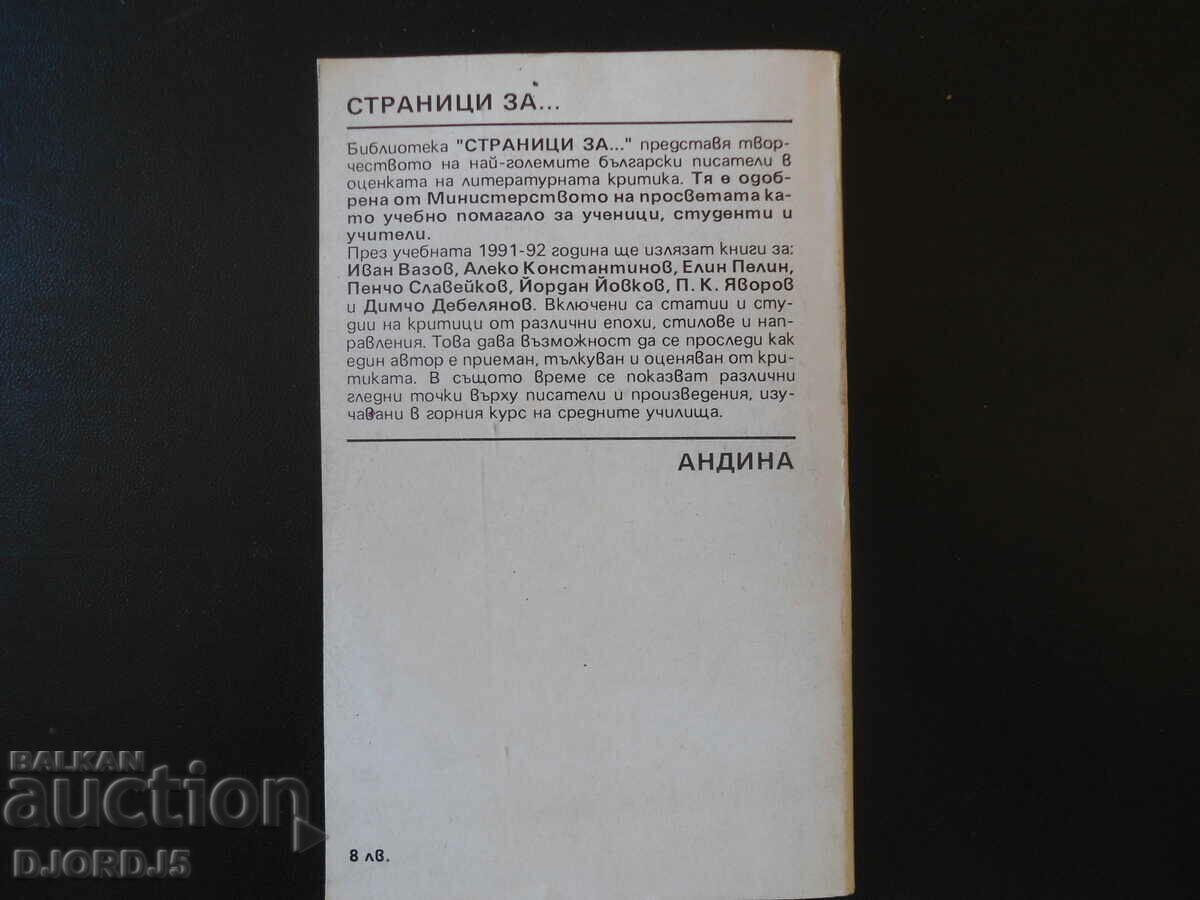 СТРАНИЦИ ЗА...
Библиотека "СТРАНИЦИ ЗА..." представя твор-
чеството на най-големите български писатели в
оценката на литературната критика. Тя е одоб-
рена от Министерството на просветата ка-
то учебно помагало за ученици, студенти и
учители.
През учебната 1991-92 година ще излязат книги за:
Иван Вазов, Алеко Константинов, Елин Пелин,
Пенчо Славейков, Йордан Йовков, П. К. Яворов
и Димчо Дебелянов. Включени са статии и сту-
дии на критици от различни епохи, стилове и нап-
равления. Това дава възможност да се проследи как
един автор е приеман, тълкуван и оценяван от кри-
тиката. В същото време се показват различни
гледни точки върху писатели и произведения, изу-
чавани в горния курс на средните училища.
АНДИНА
8 лв.
BALKAN
auction
DJORDJ5